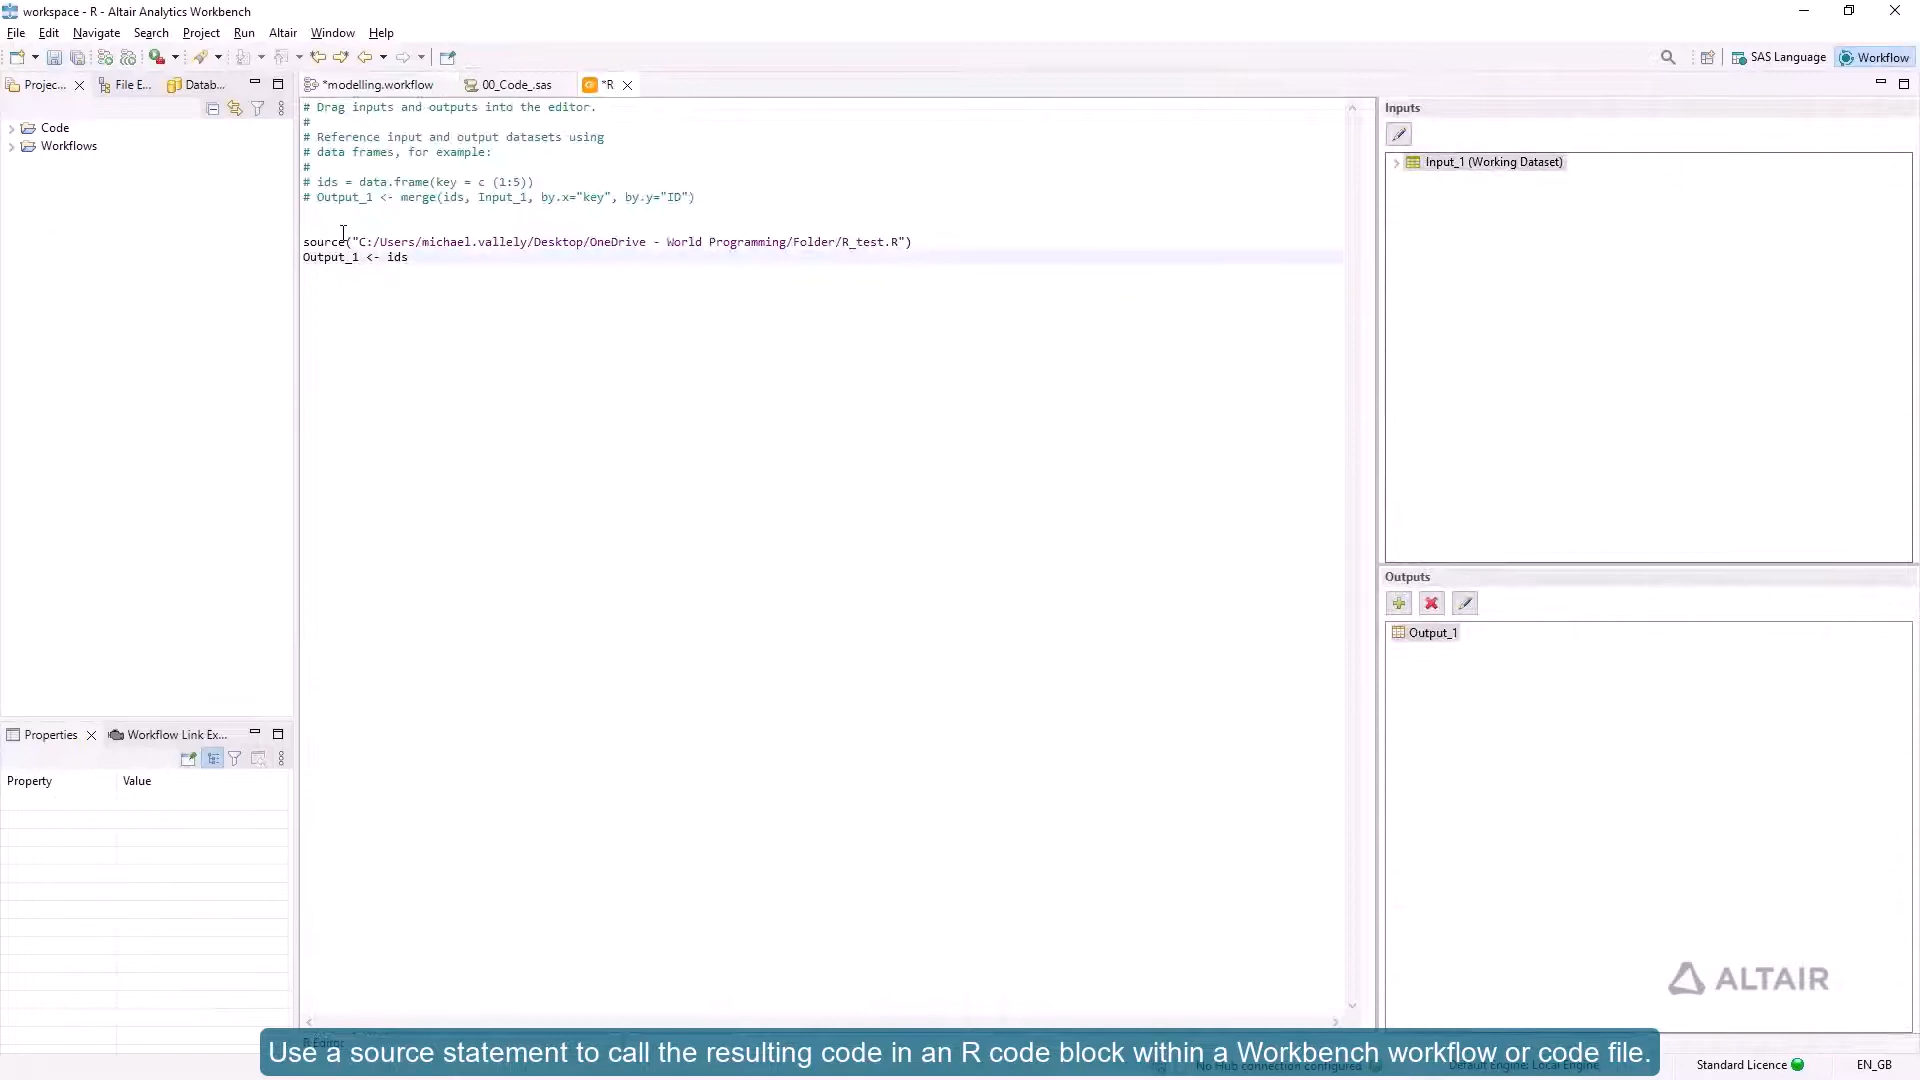 workspace - R - Altair Analytics Workbench
File Edit Navigate Search Project Run Altair Window Help
SAS Language Workflow
Projec... File E... Datab... *modelling.workflow 00_Code_.sas *R
Code
Workflows
# Drag inputs and outputs into the editor.
#
# Reference input and output datasets using
# data frames, for example:
#
# ids = data.frame(key = c (1:5))
# Output_1 <- merge(ids, Input_1, by.x="key", by.y="ID")
source("C:/Users/michael.vallely/Desktop/OneDrive - World Programming/Folder/R_test.R")
Output_1 <- ids
Inputs
Input_1 (Working Dataset)
Outputs
Output_1
Properties Workflow Link Ex...
Property Value
ALTAIR
R Editor
Use a source statement to call the resulting code in an R code block within a Workbench workflow or code file.
No Hub connection configured Default Engine: Local Engine Standard Licence EN_GB